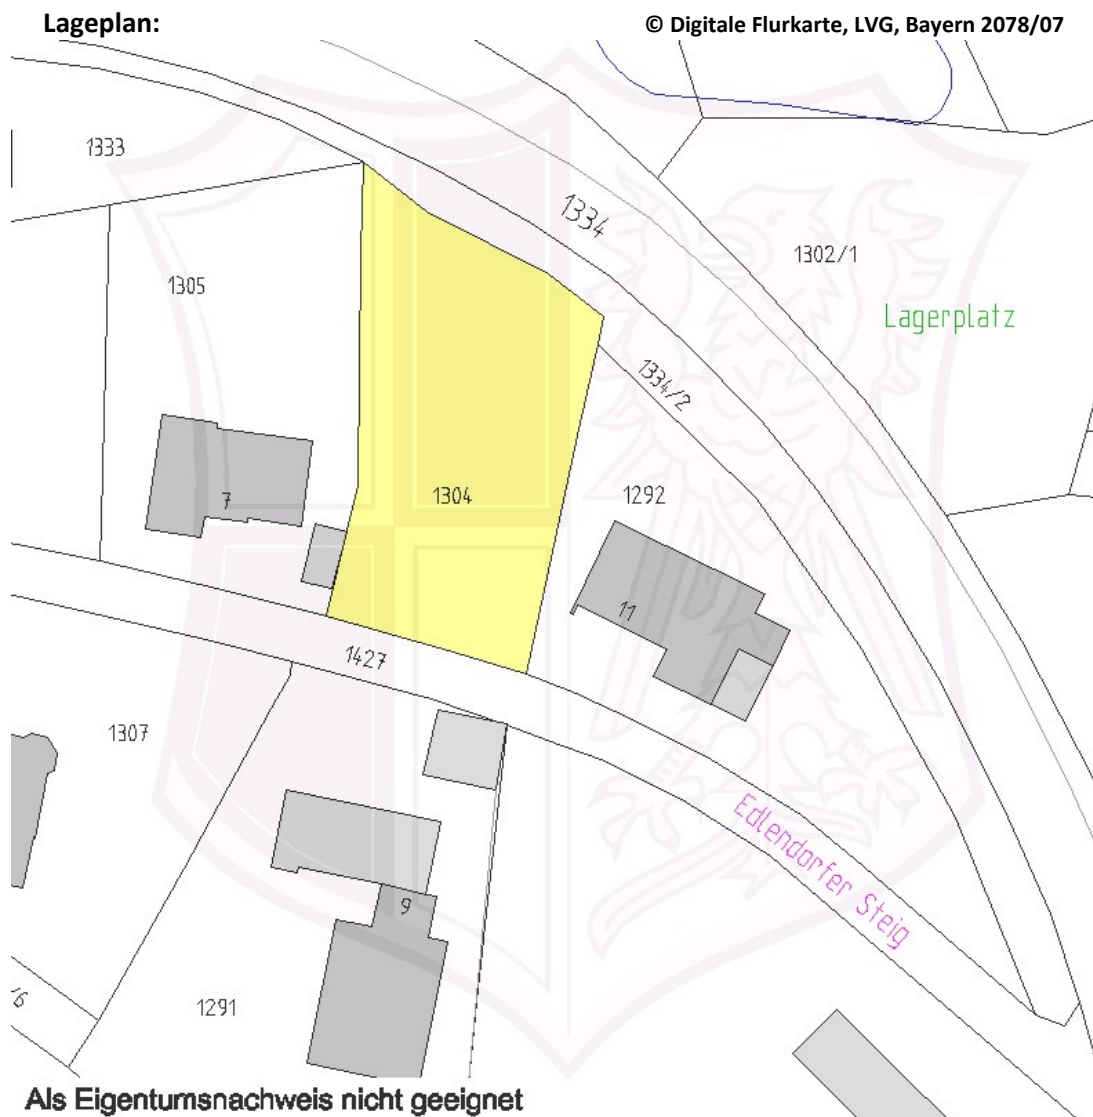 Lageplan:
© Digitale Flurkarte, LVG, Bayern 2078/07
1333
1334
1302/1
1305
Lagerplatz
1334/2
7
1304
1292
11
1427
1307
Edlendorfer Steig
9
/6
1291
Als Eigentumsnachweis nicht geeignet